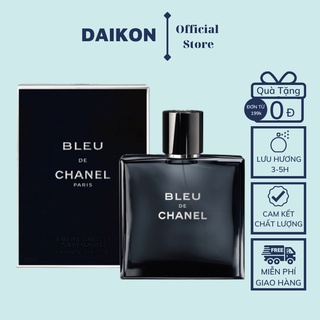 DAIKON
Official
Store
Quà Tặng
ĐƠN TỪ
199k
0 Đ
LƯU HƯƠNG
3-5H
CAM KẾT
CHẤT LƯỢNG
FREE
MIỄN PHÍ
GIAO HÀNG
BLEU
DE
CHANEL
PARIS
BLEU
DE
CHANEL